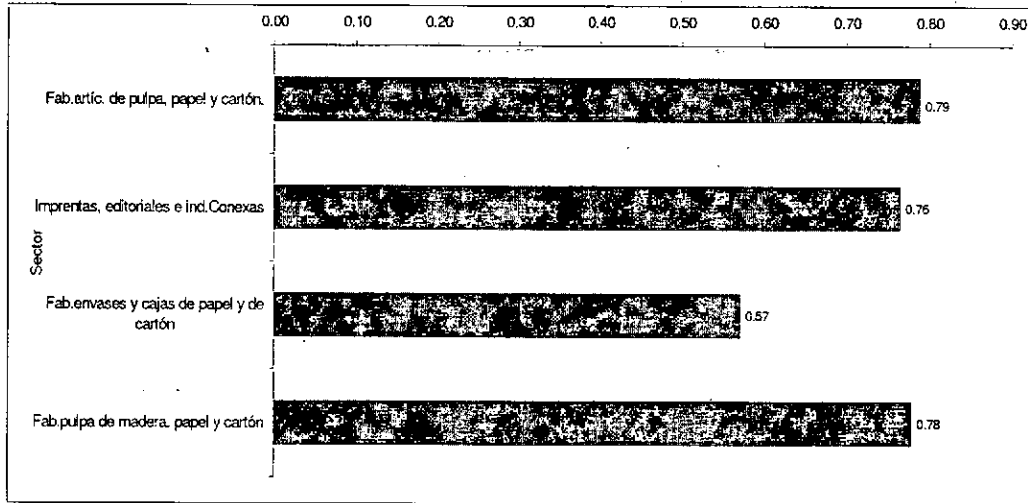 0.00 0.10 0.20 0.30 0.40 0.50 0.60 0.70 0.80 0.90
Fab.artíc. de pulpa, papel y cartón.
0.79
Imprentas, editoriales e ind.Conexas
0.76
Sector
Fab.envases y cajas de papel y de
cartón
0.57
Fab.pulpa de madera, papel y cartón
0.78